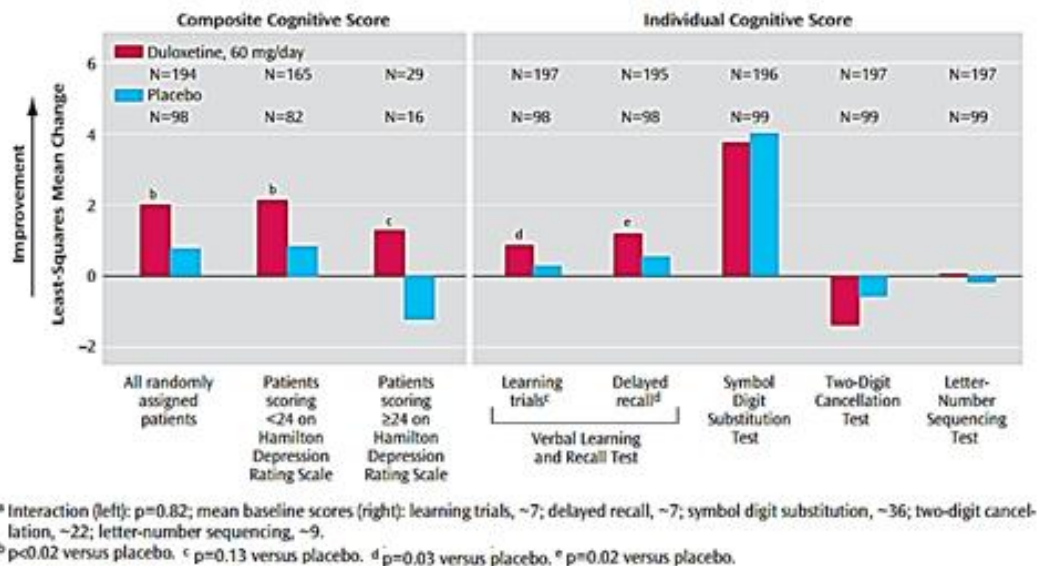 Composite Cognitive Score
Individual Cognitive Score
Duloxetine, 60 mg/day
N=194 N=165 N=29 N=197 N=195 N=196 N=197 N=197
Placebo
N=98 N=82 N=16 N=98 N=98 N=99 N=99 N=99
Improvement
Least-Squares Mean Change
6
4
2
0
−2
b
b
c
d
e
All randomly
assigned
patients
Patients
scoring
<24 on
Hamilton
Depression
Rating Scale
Patients
scoring
≥24 on
Hamilton
Depression
Rating Scale
Learning
trialsᶜ
Delayed
recallᵈ
Verbal Learning
and Recall Test
Symbol
Digit
Substitution
Test
Two-Digit
Cancellation
Test
Letter-
Number
Sequencing
Test
ᵃ Interaction (left): p=0.82; mean baseline scores (right): learning trials, ~7; delayed recall, ~7; symbol digit substitution, ~36; two-digit cancel-
lation, ~22; letter-number sequencing, ~9.
ᵇ p<0.02 versus placebo. ᶜ p=0.13 versus placebo. ᵈ p=0.03 versus placebo. ᵉ p=0.02 versus placebo.